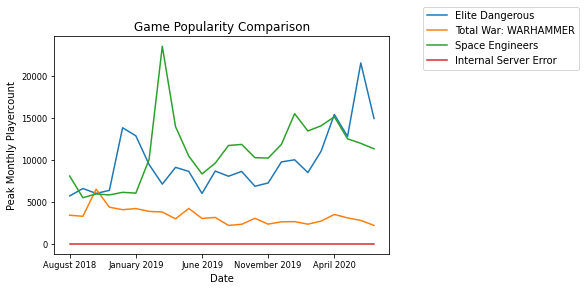 Game Popularity Comparison
Elite Dangerous
Total War: WARHAMMER
Space Engineers
Internal Server Error
Peak Monthly Playercount
20000
15000
10000
5000
0
August 2018 January 2019 June 2019 November 2019 April 2020
Date